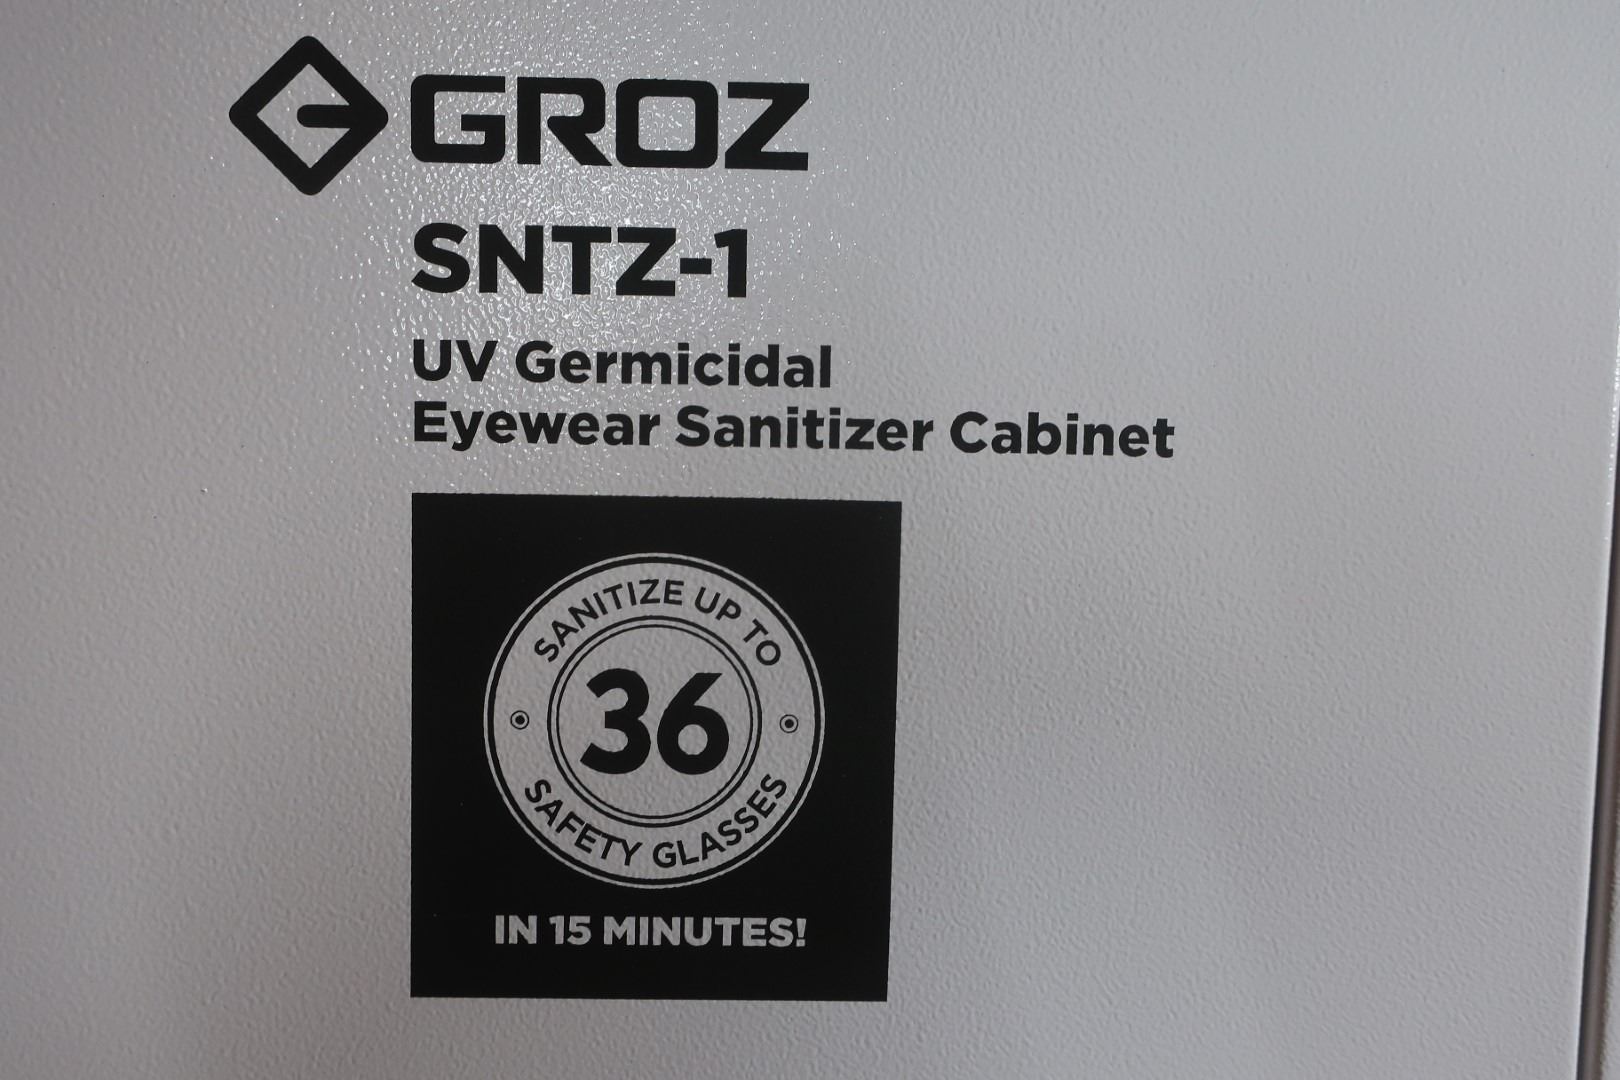 GROZ
SNTZ-1
UV Germicidal
Eyewear Sanitizer Cabinet
SANITIZE UP TO
36
SAFETY GLASSES
IN 15 MINUTES!